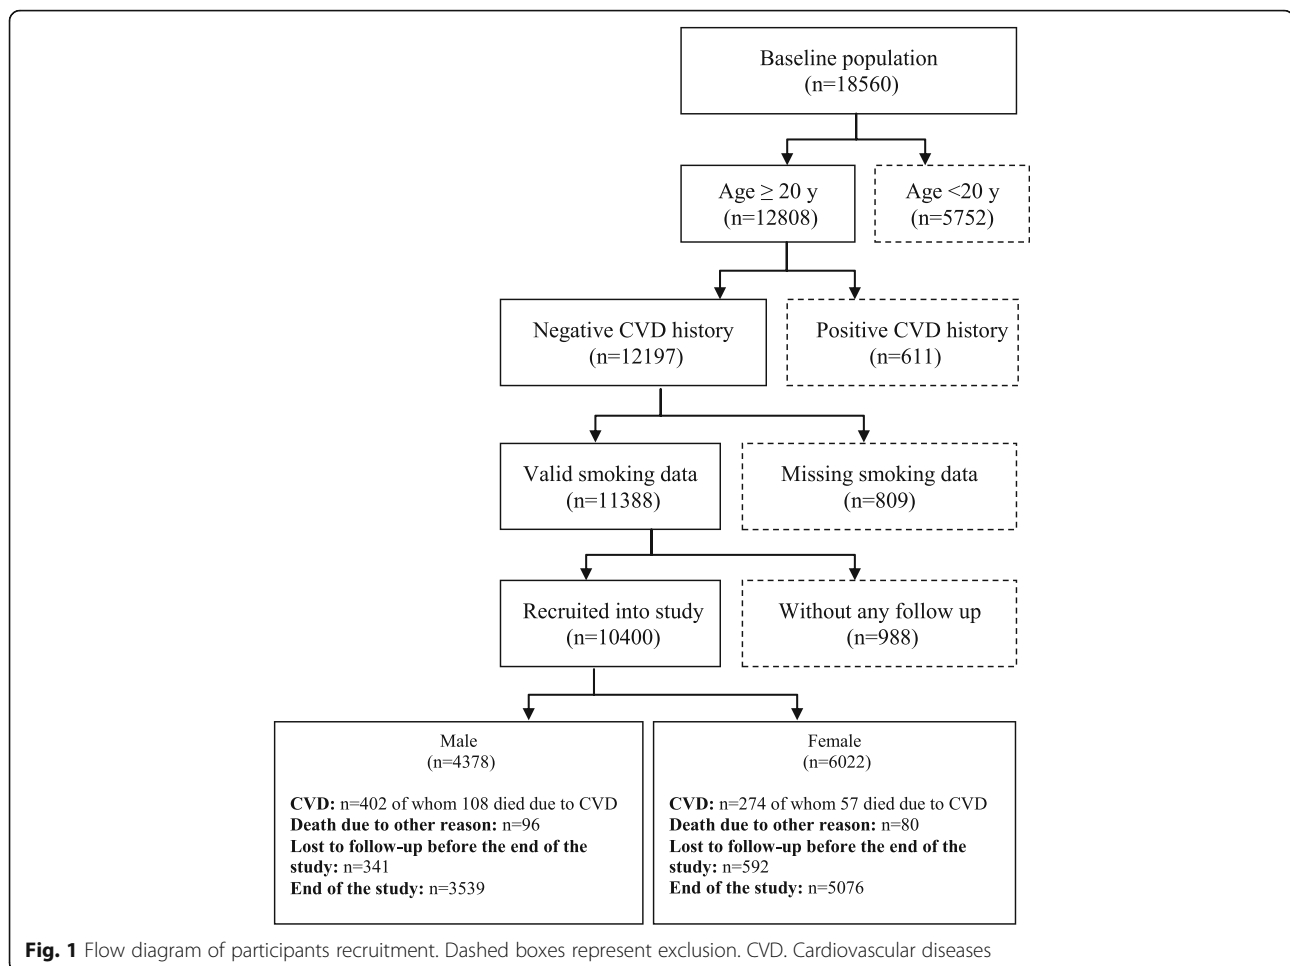 Baseline population
(n=18560)
Age ≥ 20 y
(n=12808)
Age <20 y
(n=5752)
Negative CVD history
(n=12197)
Positive CVD history
(n=611)
Valid smoking data
(n=11388)
Missing smoking data
(n=809)
Recruited into study
(n=10400)
Without any follow up
(n=988)
Male
(n=4378)
CVD: n=402 of whom 108 died due to CVD
Death due to other reason: n=96
Lost to follow-up before the end of the
study: n=341
End of the study: n=3539
Female
(n=6022)
CVD: n=274 of whom 57 died due to CVD
Death due to other reason: n=80
Lost to follow-up before the end of the
study: n=592
End of the study: n=5076
Fig. 1 Flow diagram of participants recruitment. Dashed boxes represent exclusion. CVD. Cardiovascular diseases